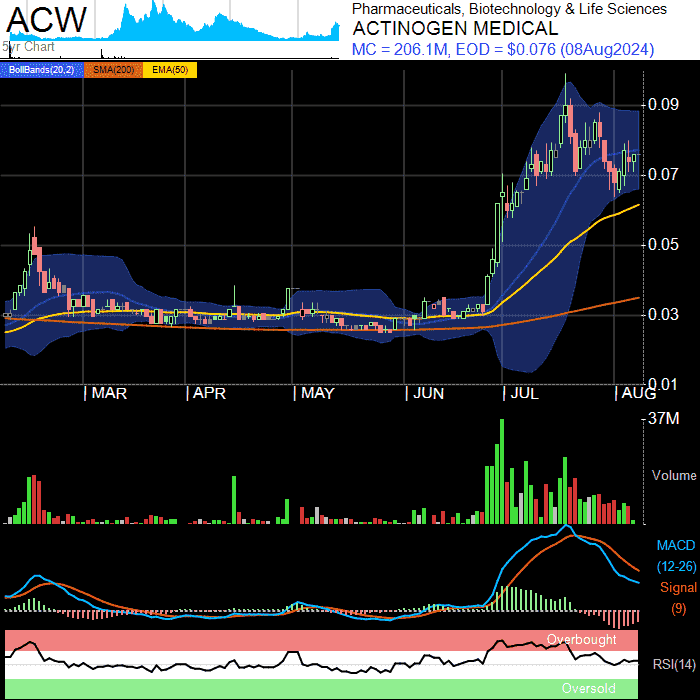 ACW
5yr Chart
Pharmaceuticals, Biotechnology & Life Sciences
ACTINOGEN MEDICAL
MC = 206.1M, EOD = $0.076 (08Aug2024)
BollBands(20,2) SMA(200) EMA(50)
0.09
0.07
0.05
0.03
0.01
MAR APR MAY JUN JUL AUG
37M
Volume
MACD
(12-26)
Signal
(9)
Overbought
RSI(14)
Oversold